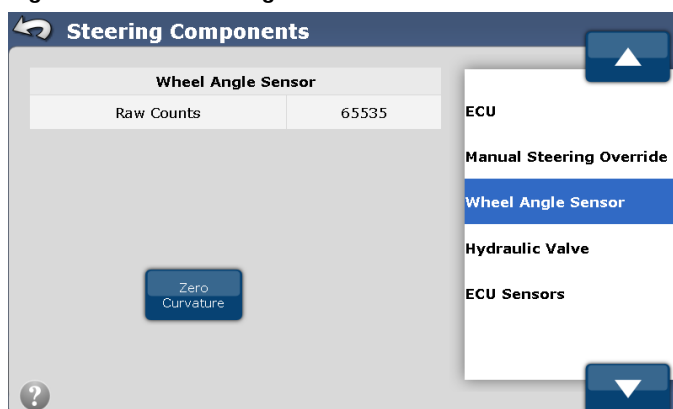 Steering Components
Wheel Angle Sensor
Raw Counts 65535
Zero
Curvature
ECU
Manual Steering Override
Wheel Angle Sensor
Hydraulic Valve
ECU Sensors
?